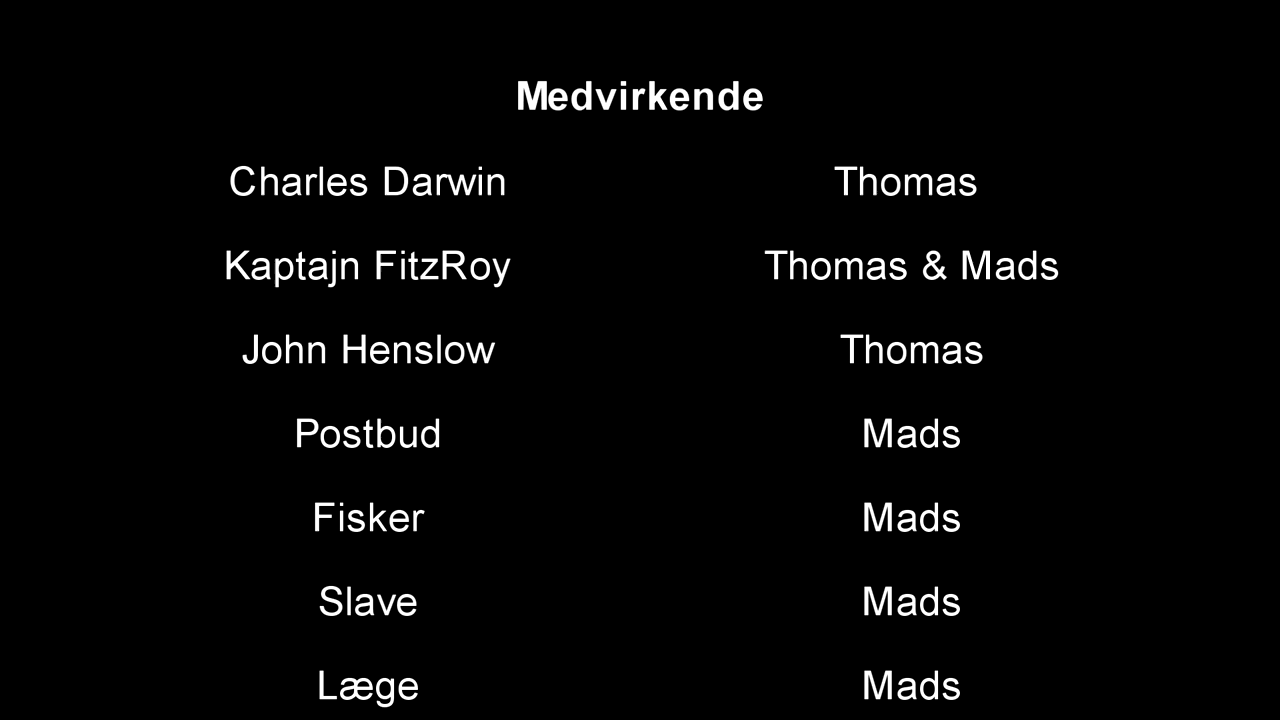 Medvirkende
Charles Darwin Thomas
Kaptajn FitzRoy Thomas & Mads
John Henslow Thomas
Postbud Mads
Fisker Mads
Slave Mads
Læge Mads